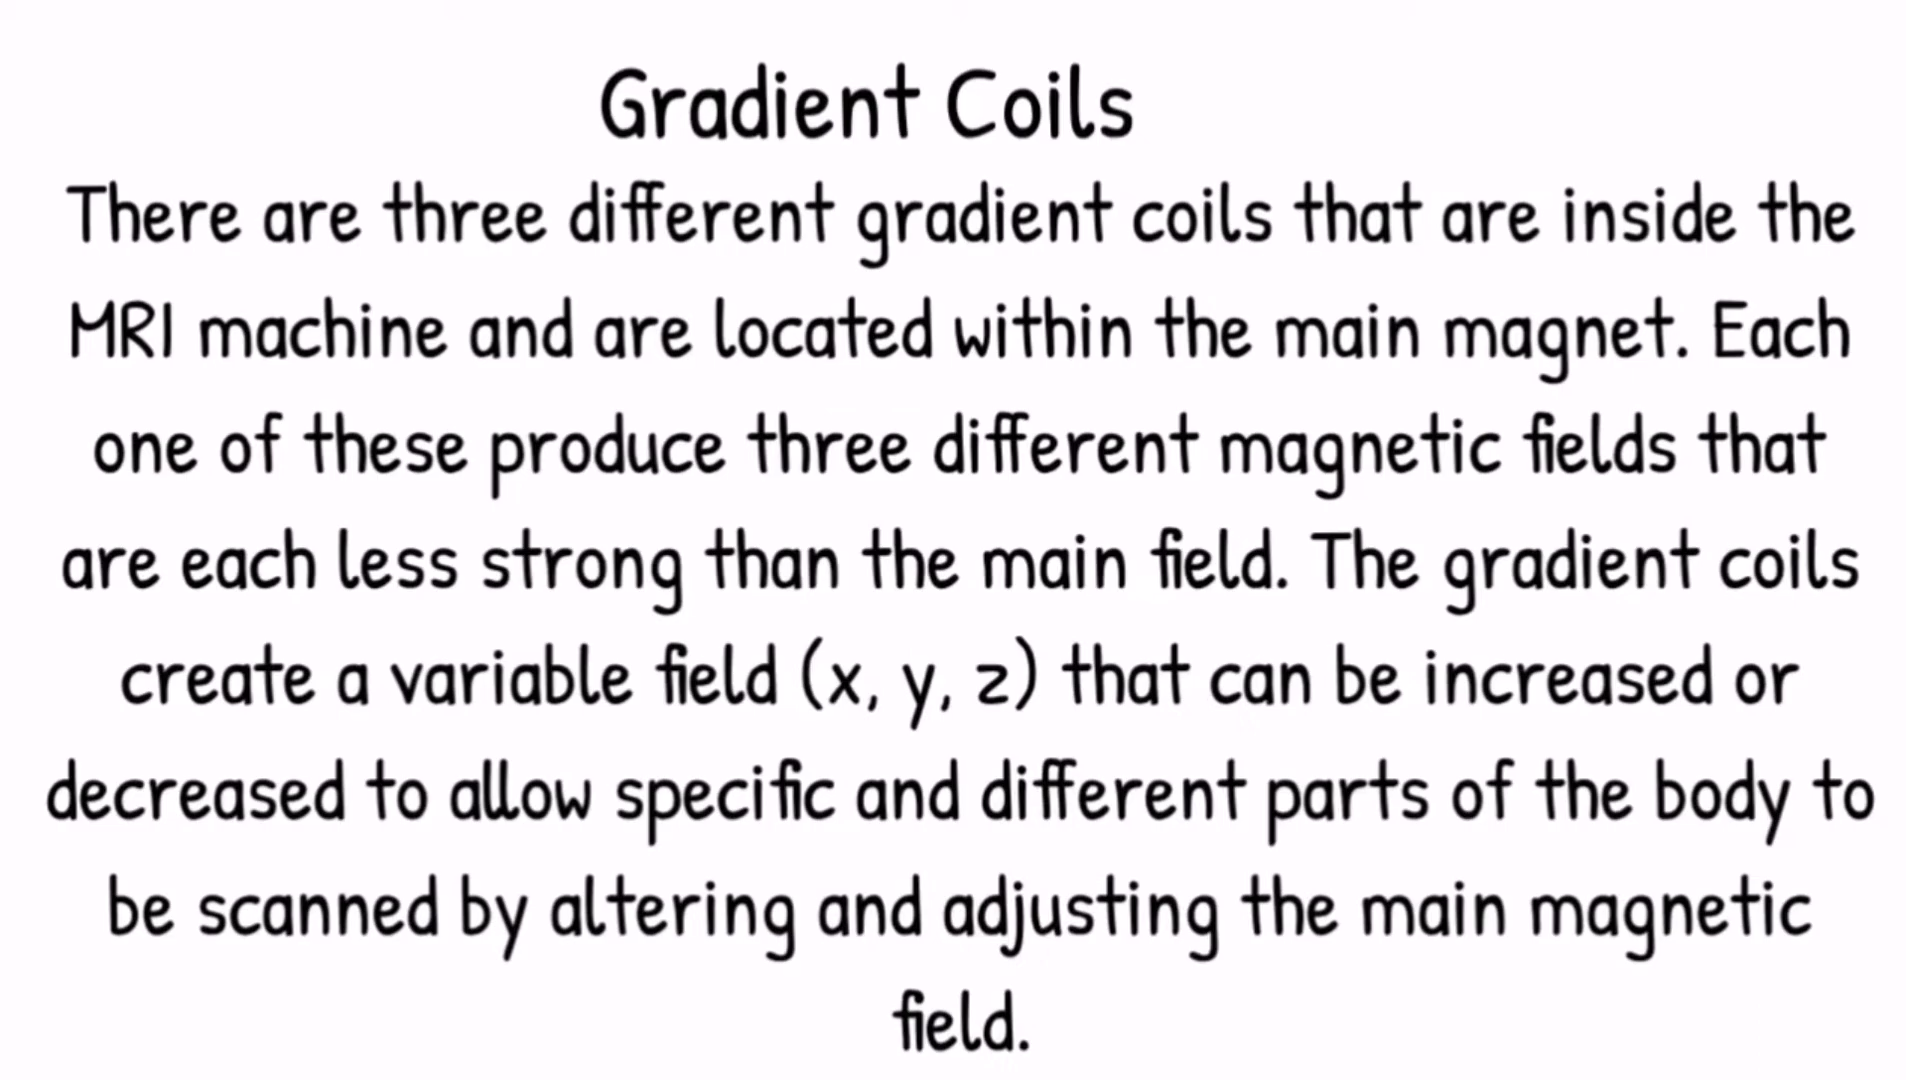 Gradient Coils
There are three different gradient coils that are inside the
MRI machine and are located within the main magnet. Each
one of these produce three different magnetic fields that
are each less strong than the main field. The gradient coils
create a variable field (x, y, z) that can be increased or
decreased to allow specific and different parts of the body to
be scanned by altering and adjusting the main magnetic
field.